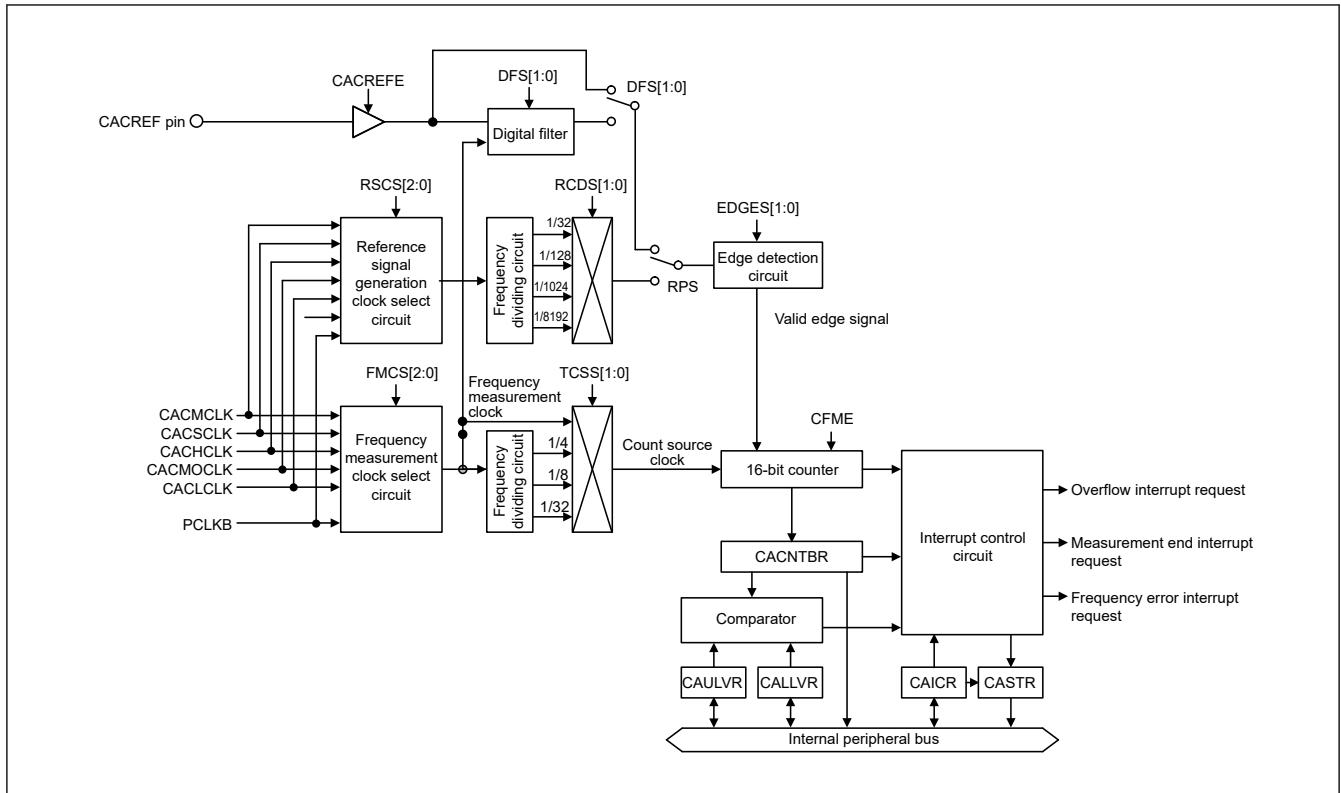 CACREFE
DFS[1:0]
DFS[1:0]
CACREF pin
Digital filter
RSCS[2:0]
RCDS[1:0]
EDGES[1:0]
Reference
signal
generation
clock select
circuit
Frequency
dividing circuit
1/32
1/128
1/1024
1/8192
RPS
Edge detection
circuit
Valid edge signal
FMCS[2:0]
TCSS[1:0]
Frequency
measurement
clock
CACMCLK
CACSCLK
CACHCLK
CACMOCLK
CACLCLK
PCLKB
Frequency
measurement
clock select
circuit
Frequency
dividing circuit
1/4
1/8
1/32
Count source
clock
CFME
16-bit counter
CACNTBR
Comparator
CAULVR
CALLVR
Interrupt control
circuit
CAICR
CASTR
Overflow interrupt request
Measurement end interrupt
request
Frequency error interrupt
request
Internal peripheral bus